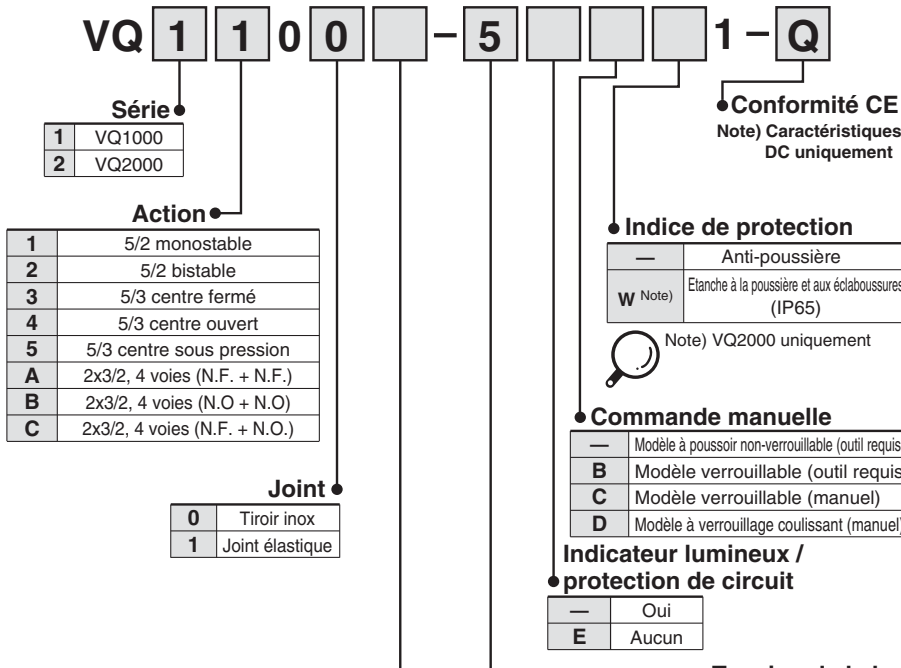 VQ 1 1 0 0 – 5 1 – Q
Série
1 VQ1000
2 VQ2000
Action
1 5/2 monostable
2 5/2 bistable
3 5/3 centre fermé
4 5/3 centre ouvert
5 5/3 centre sous pression
A 2x3/2, 4 voies (N.F. + N.F.)
B 2x3/2, 4 voies (N.O + N.O)
C 2x3/2, 4 voies (N.F. + N.O.)
Joint
0 Tiroir inox
1 Joint élastique
Conformité CE
Note) Caractéristiques
DC uniquement
Indice de protection
— Anti-poussière
W Note) Etanche à la poussière et aux éclaboussures
(IP65)
Note) VQ2000 uniquement
Commande manuelle
— Modèle à poussoir non-verrouillable (outil requis
B Modèle verrouillable (outil requis
C Modèle verrouillable (manuel)
D Modèle à verrouillage coulissant (manuel)
Indicateur lumineux /
protection de circuit
— Oui
E Aucun